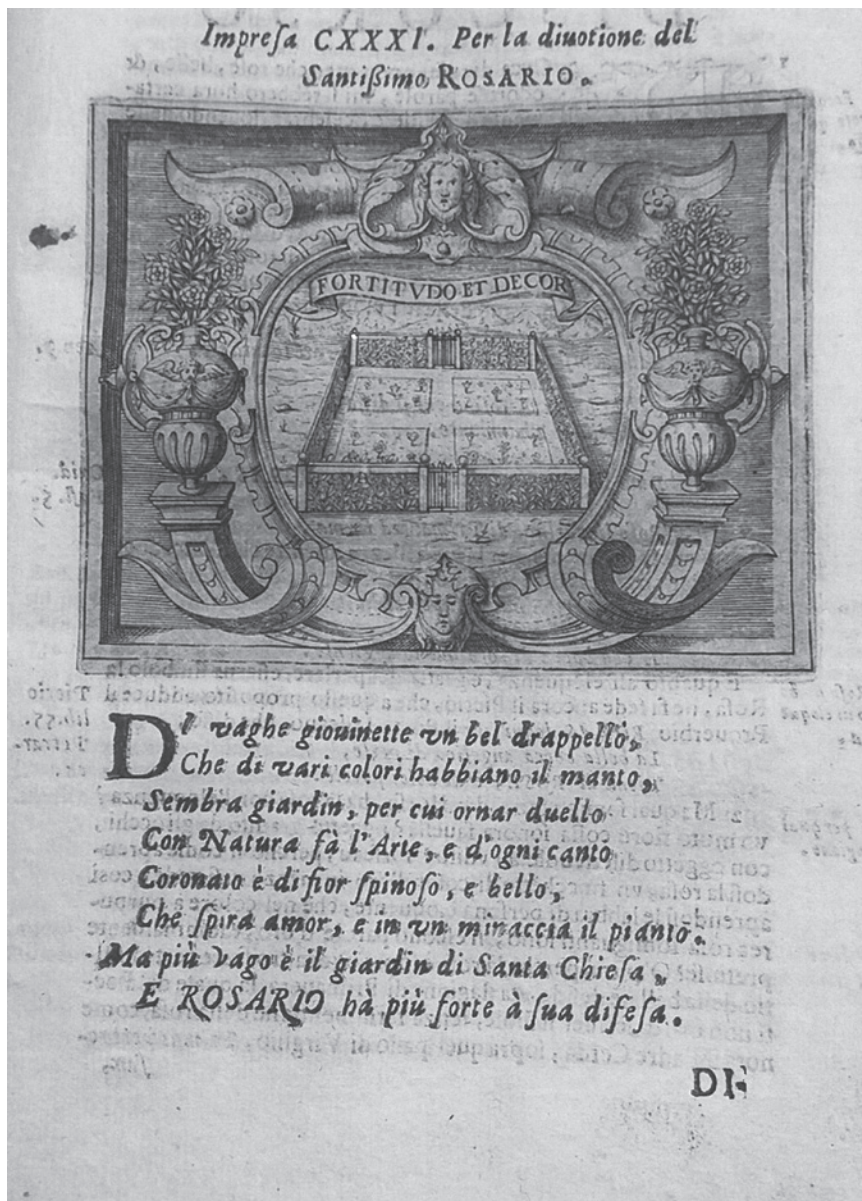 Impreſa CXXXI. Per la diuotione del
Santißimo ROSARIO.
FORTITVDO ET DECOR
DI vaghe giouinette vn bel drappello,
Che di vari colori habbiano il manto,
Sembra giardin, per cui ornar duello
Con Natura fà l'Arte, e d'ogni canto
Coronato è di fior ſpinoſo, e bello,
Che ſpira amor, e in vn minaccia il pianto.
Ma più vago è il giardin di Santa Chieſa,
E ROSARIO hà più forte à ſua difeſa.
DI-